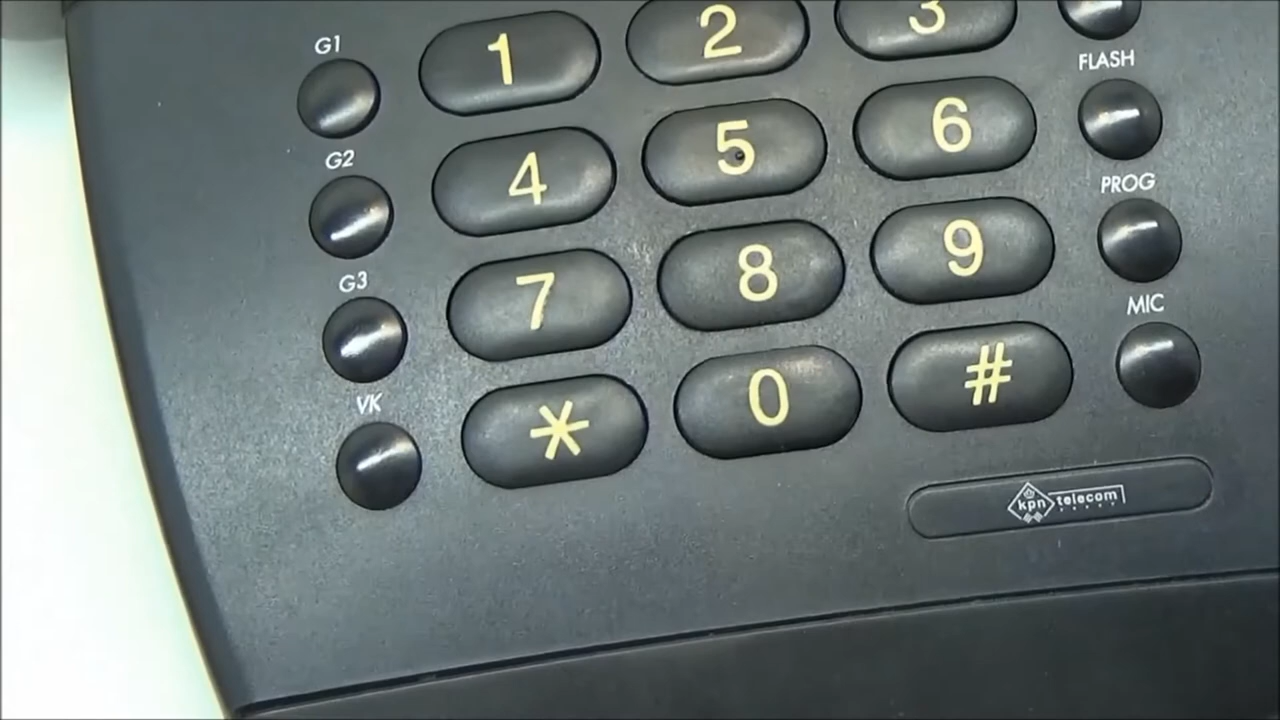 G1 1 2 3
FLASH
G2 4 5 6
PROG
G3 7 8 9
MIC
VK * 0 #
kpn telecom